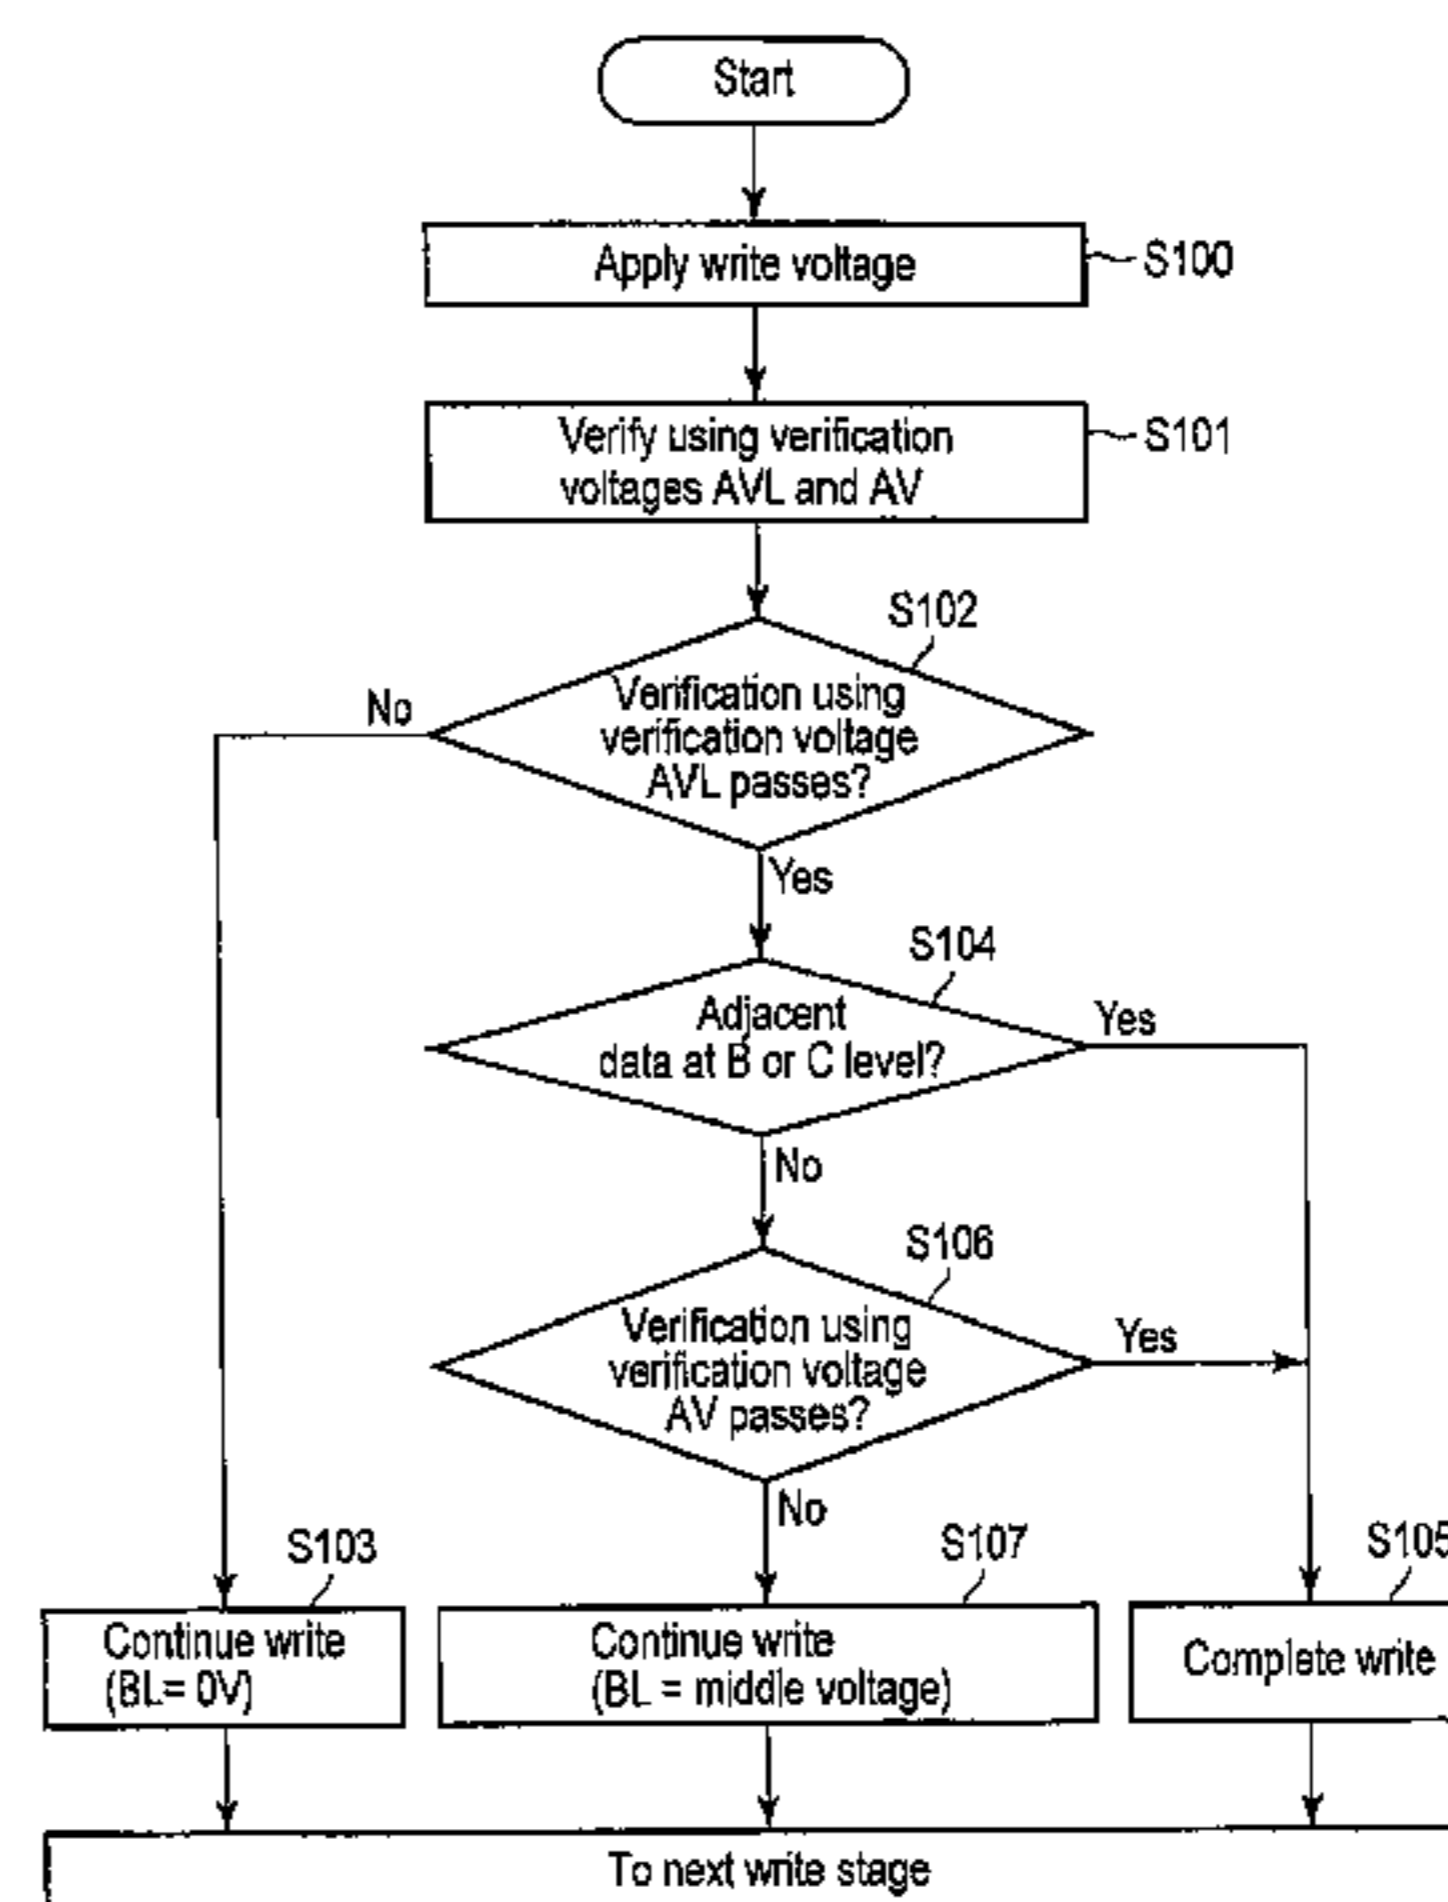 Start
Apply write voltage
S100
Verify using verification
voltages AVL and AV
S101
S102
Verification using
verification voltage
AVL passes?
No
Yes
S104
Adjacent
data at B or C level?
Yes
No
S106
Verification using
verification voltage
AV passes?
Yes
No
S103
S107
S105
Continue write
(BL= 0V)
Continue write
(BL = middle voltage)
Complete write
To next write stage